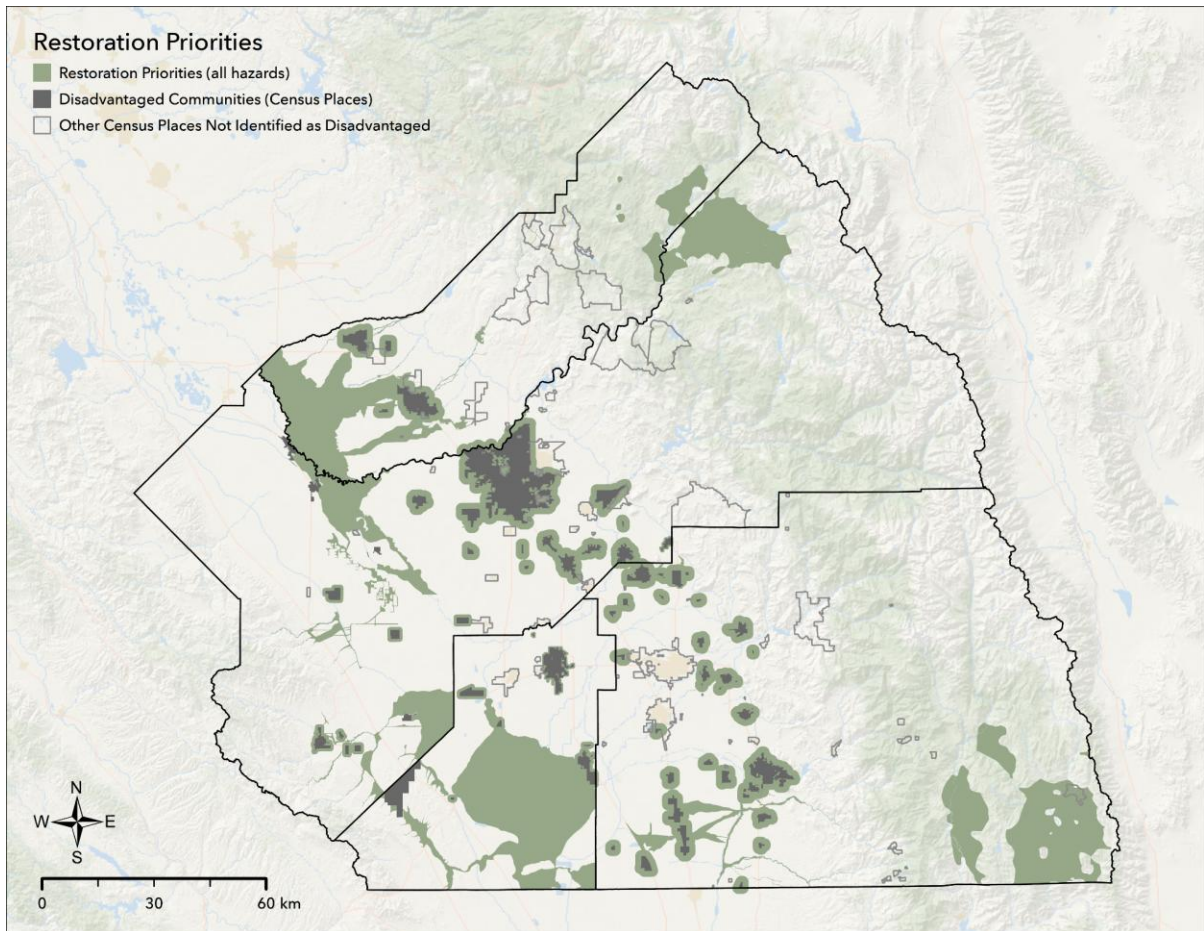 Restoration Priorities
Restoration Priorities (all hazards)
Disadvantaged Communities (Census Places)
Other Census Places Not Identified as Disadvantaged
N
W E
S
0 30 60 km